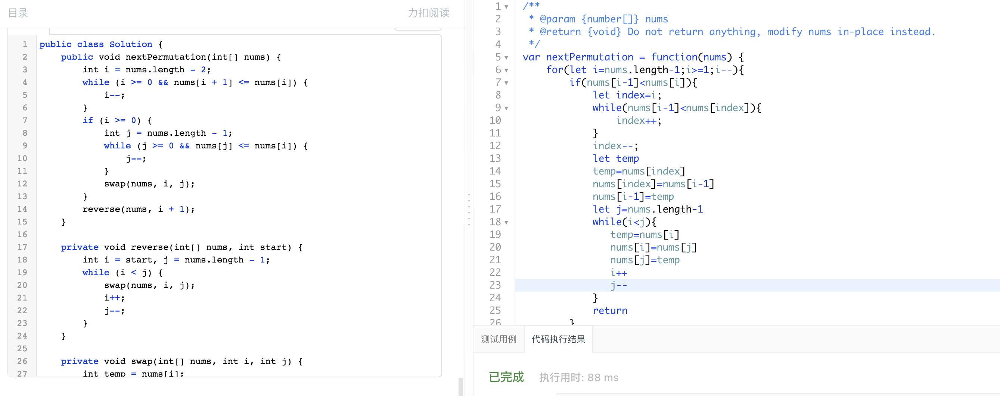 目录
力扣阅读
1 public class Solution {
2 public void nextPermutation(int[] nums) {
3 int i = nums.length - 2;
4 while (i >= 0 && nums[i + 1] <= nums[i]) {
5 i--;
6 }
7 if (i >= 0) {
8 int j = nums.length - 1;
9 while (j >= 0 && nums[j] <= nums[i]) {
10 j--;
11 }
12 swap(nums, i, j);
13 }
14 reverse(nums, i + 1);
15 }
16
17 private void reverse(int[] nums, int start) {
18 int i = start, j = nums.length - 1;
19 while (i < j) {
20 swap(nums, i, j);
21 i++;
22 j--;
23 }
24 }
25
26 private void swap(int[] nums, int i, int j) {
27 int temp = nums[i];
1 /**
2 * @param {number[]} nums
3 * @return {void} Do not return anything, modify nums in-place instead.
4 */
5 var nextPermutation = function(nums) {
6 for(let i=nums.length-1;i>=1;i--){
7 if(nums[i-1]<nums[i]){
8 let index=i;
9 while(nums[i-1]<nums[index]){
10 index++;
11 }
12 index--;
13 let temp
14 temp=nums[index]
15 nums[index]=nums[i-1]
16 nums[i-1]=temp
17 let j=nums.length-1
18 while(i<j){
19 temp=nums[i]
20 nums[i]=nums[j]
21 nums[j]=temp
22 i++
23 j--
24 }
25 return
26 }
测试用例
代码执行结果
已完成
执行用时: 88 ms